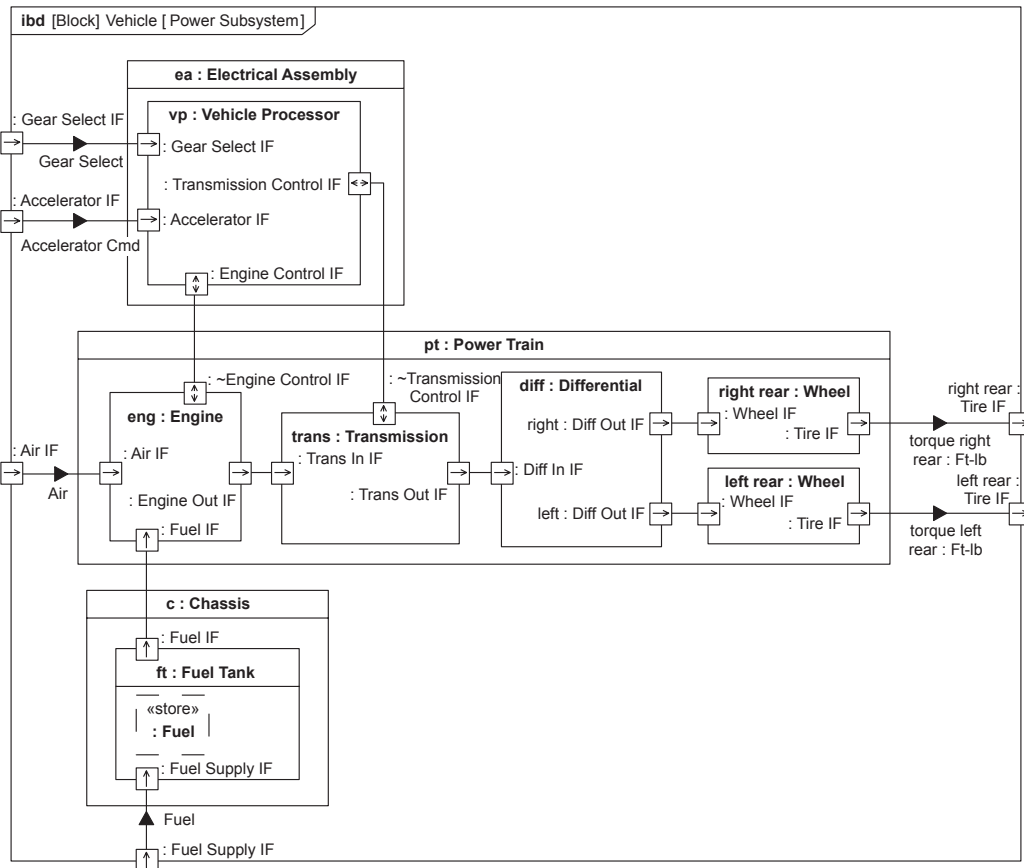 ibd [Block] Vehicle [ Power Subsystem]
ea : Electrical Assembly
vp : Vehicle Processor
: Gear Select IF
Gear Select
: Gear Select IF
: Transmission Control IF
: Accelerator IF
Accelerator Cmd
: Accelerator IF
: Engine Control IF
pt : Power Train
: ~Engine Control IF
: ~Transmission
Control IF
eng : Engine
: Air IF
Air
: Air IF
: Engine Out IF
: Fuel IF
trans : Transmission
: Trans In IF
: Trans Out IF
diff : Differential
right : Diff Out IF
: Diff In IF
left : Diff Out IF
right rear : Wheel
: Wheel IF
: Tire IF
left rear : Wheel
: Wheel IF
: Tire IF
right rear :
Tire IF
torque right
rear : Ft-lb
left rear :
Tire IF
torque left
rear : Ft-lb
c : Chassis
: Fuel IF
ft : Fuel Tank
«store»
: Fuel
: Fuel Supply IF
Fuel
: Fuel Supply IF